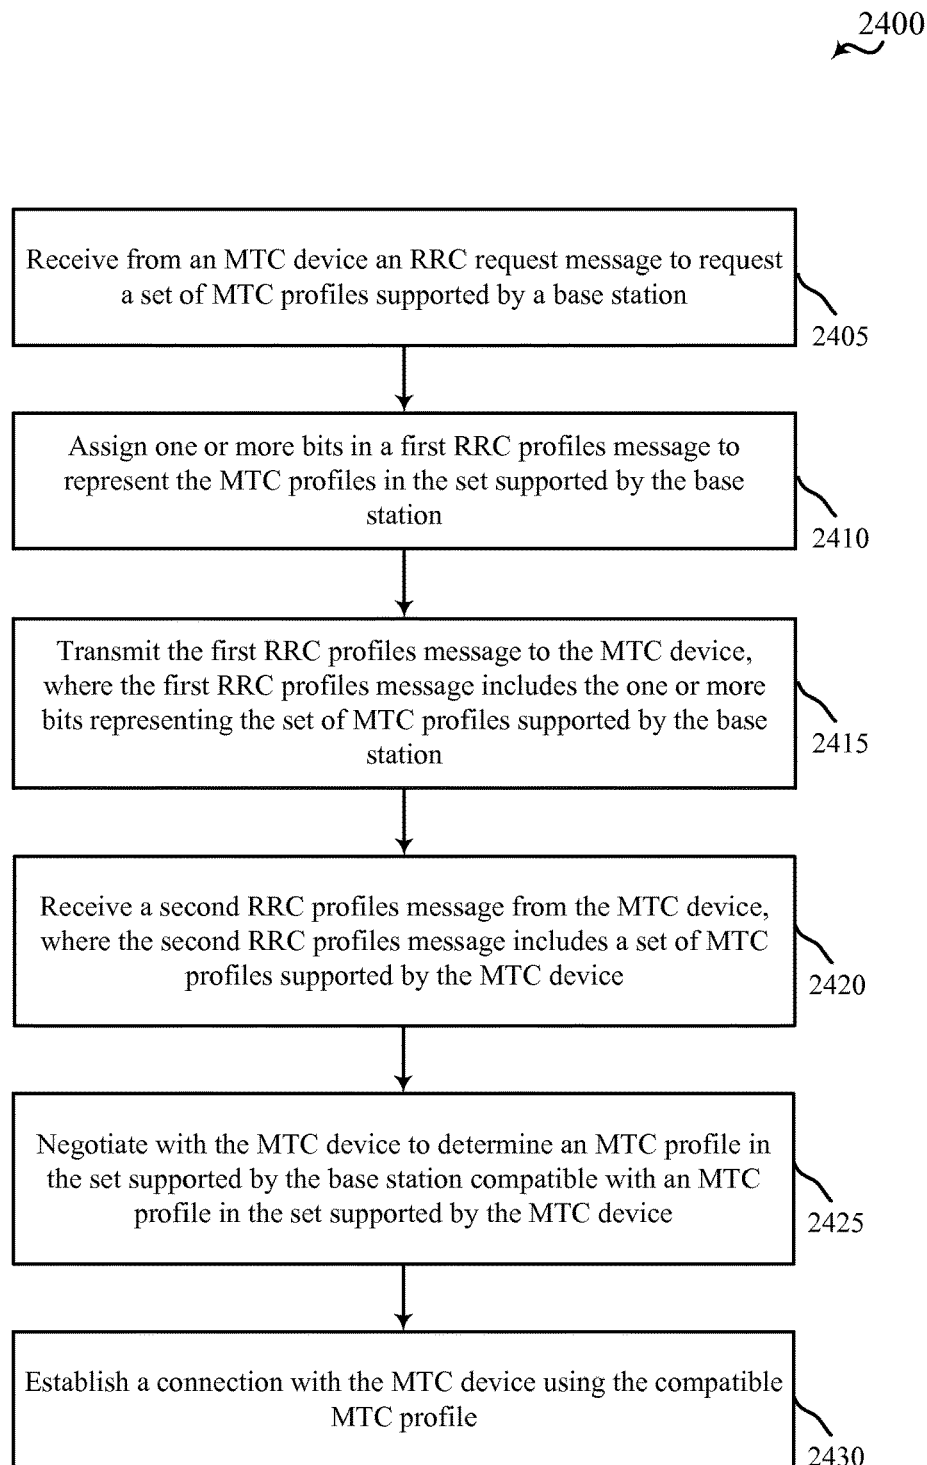 2400
Receive from an MTC device an RRC request message to request
a set of MTC profiles supported by a base station
2405
Assign one or more bits in a first RRC profiles message to
represent the MTC profiles in the set supported by the base
station
2410
Transmit the first RRC profiles message to the MTC device,
where the first RRC profiles message includes the one or more
bits representing the set of MTC profiles supported by the base
station
2415
Receive a second RRC profiles message from the MTC device,
where the second RRC profiles message includes a set of MTC
profiles supported by the MTC device
2420
Negotiate with the MTC device to determine an MTC profile in
the set supported by the base station compatible with an MTC
profile in the set supported by the MTC device
2425
Establish a connection with the MTC device using the compatible
MTC profile
2430